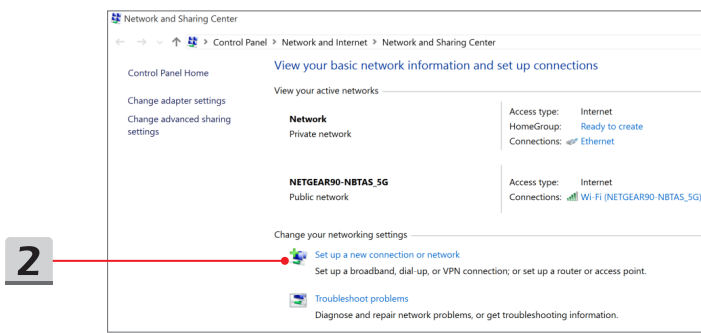 Network and Sharing Center
Control Panel > Network and Internet > Network and Sharing Center
Control Panel Home
Change adapter settings
Change advanced sharing
settings
View your basic network information and set up connections
View your active networks
Network
Private network
Access type: Internet
HomeGroup: Ready to create
Connections: Ethernet
NETGEAR90-NBTAS_5G
Public network
Access type: Internet
Connections: Wi-Fi (NETGEAR90-NBTAS_5G)
Change your networking settings
2
Set up a new connection or network
Set up a broadband, dial-up, or VPN connection; or set up a router or access point.
Troubleshoot problems
Diagnose and repair network problems, or get troubleshooting information.